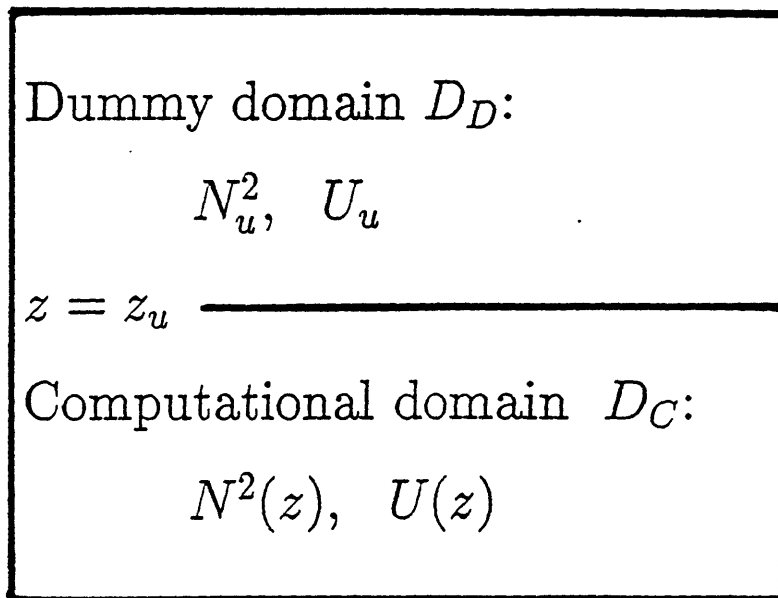 Dummy domain $D_D$:
$N_u^2$, $U_u$
$z = z_u$
Computational domain $D_C$:
$N^2(z)$, $U(z)$